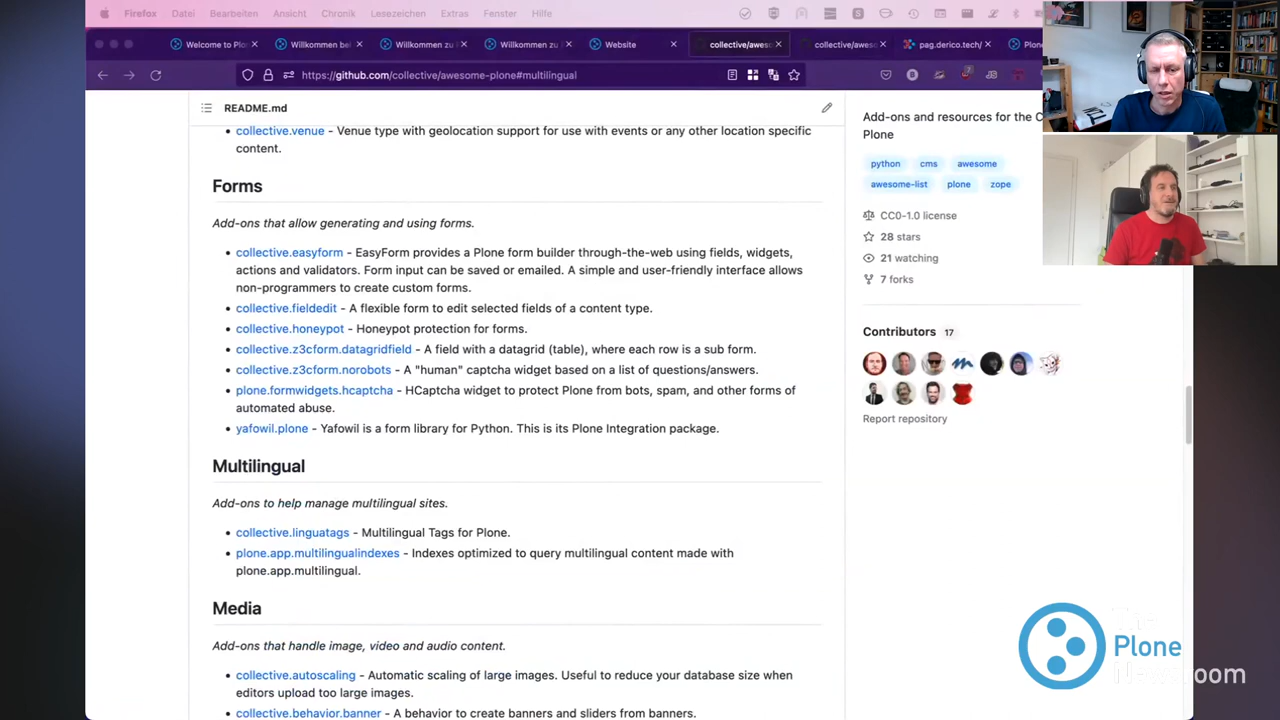 Firefox Datei Bearbeiten Ansicht Chronik Lesezeichen Extras Fenster Hilfe
Welcome to Plo Willkommen bei Willkommen zu Willkommen zu Website collective/awes collective/awes pag.derico.tech/ Plon
https://github.com/collective/awesome-plone#multilingual
README.md
collective.venue - Venue type with geolocation support for use with events or any other location specific
content.
Forms
Add-ons that allow generating and using forms.
collective.easyform - EasyForm provides a Plone form builder through-the-web using fields, widgets,
actions and validators. Form input can be saved or emailed. A simple and user-friendly interface allows
non-programmers to create custom forms.
collective.fieldedit - A flexible form to edit selected fields of a content type.
collective.honeypot - Honeypot protection for forms.
collective.z3cform.datagridfield - A field with a datagrid (table), where each row is a sub form.
collective.z3cform.norobots - A "human" captcha widget based on a list of questions/answers.
plone.formwidgets.hcaptcha - HCaptcha widget to protect Plone from bots, spam, and other forms of
automated abuse.
yafowil.plone - Yafowil is a form library for Python. This is its Plone Integration package.
Multilingual
Add-ons to help manage multilingual sites.
collective.linguatags - Multilingual Tags for Plone.
plone.app.multilingualindexes - Indexes optimized to query multilingual content made with
plone.app.multilingual.
Media
Add-ons that handle image, video and audio content.
collective.autoscaling - Automatic scaling of large images. Useful to reduce your database size when
editors upload too large images.
collective.behavior.banner - A behavior to create banners and sliders from banners.
Add-ons and resources for the C
Plone
python cms awesome
awesome-list plone zope
CC0-1.0 license
28 stars
21 watching
7 forks
Contributors 17
Report repository
The
Plone
Newsroom